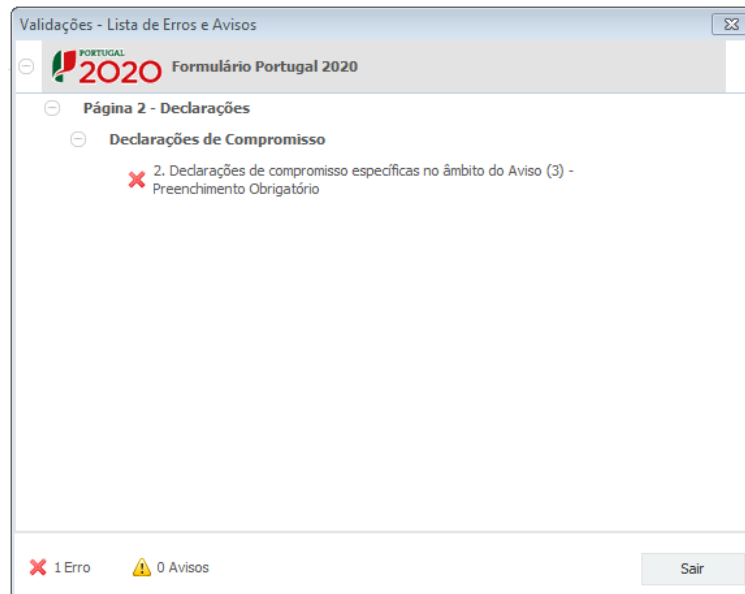 Validações - Lista de Erros e Avisos
PORTUGAL
2020 Formulário Portugal 2020
Página 2 - Declarações
Declarações de Compromisso
2. Declarações de compromisso específicas no âmbito do Aviso (3) -
Preenchimento Obrigatório
1 Erro 0 Avisos Sair